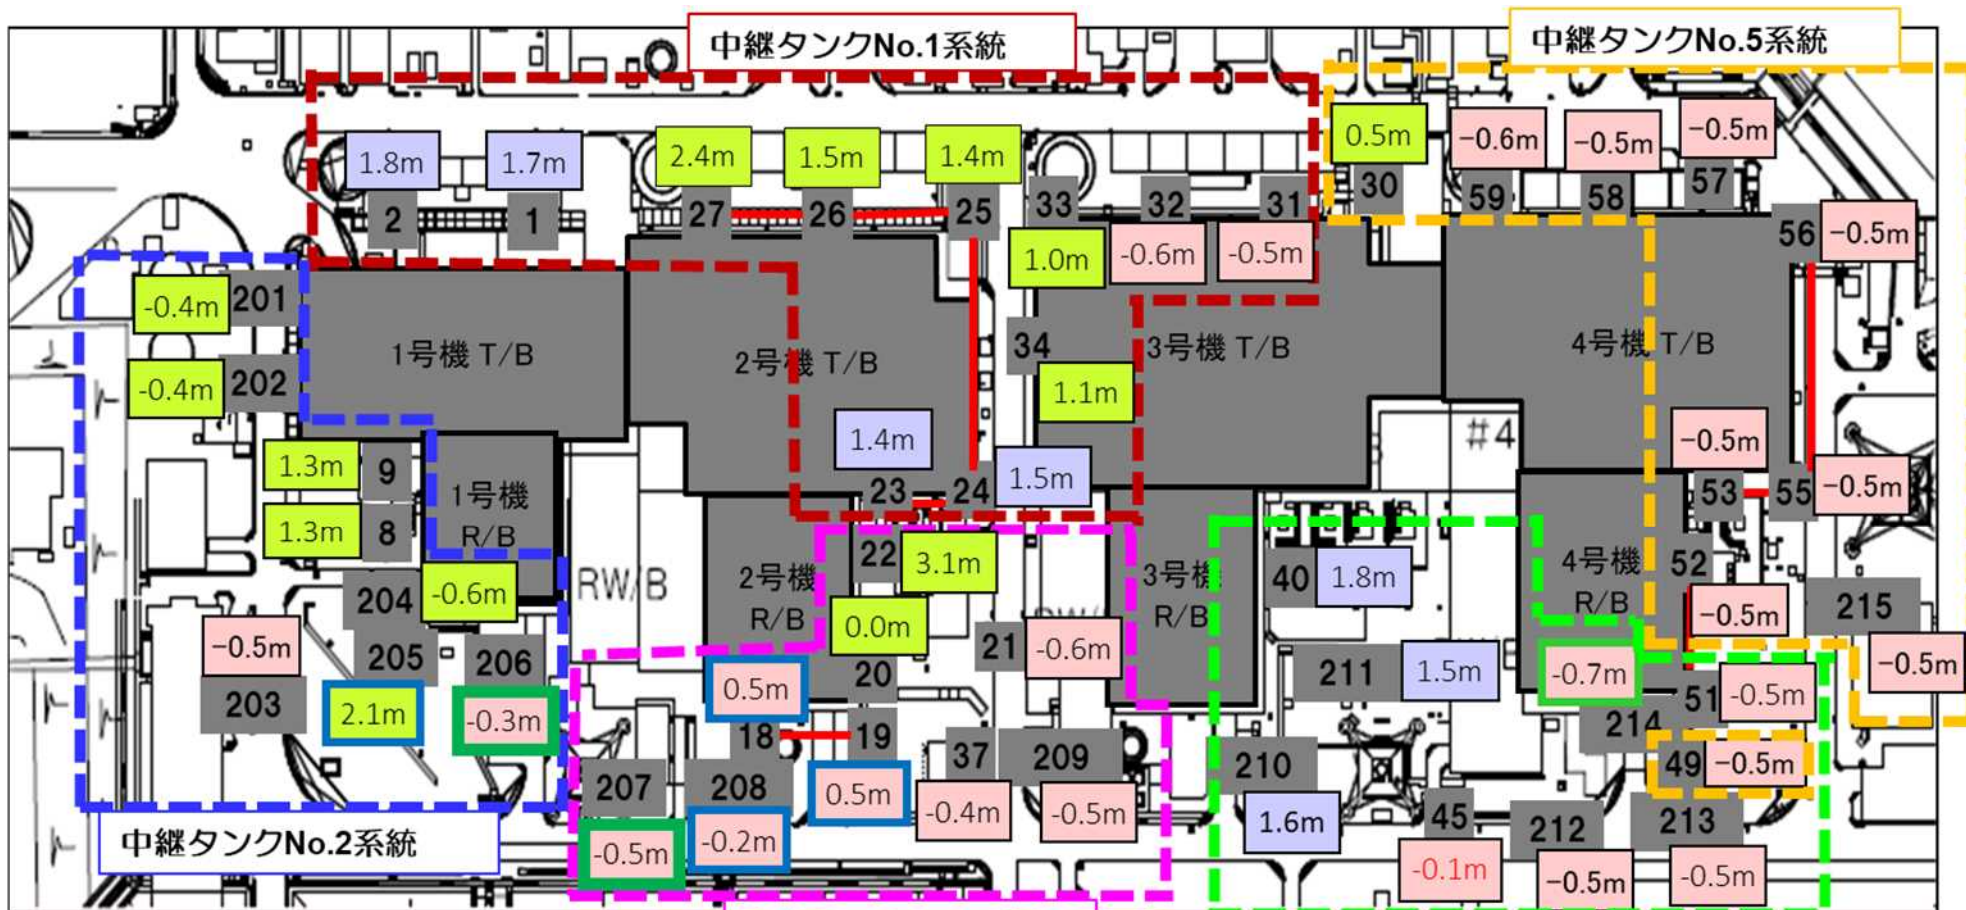 中継タンクNo.1系統
中継タンクNo.5系統
1.8m
1.7m
2.4m
1.5m
1.4m
0.5m
−0.6m
−0.5m
−0.5m
2
1
27
26
25
33
32
31
30
59
58
57
56
−0.5m
1.0m
-0.6m
-0.5m
-0.4m
201
1号機 T/B
2号機 T/B
34
3号機 T/B
4号機 T/B
-0.4m
202
1.1m
1.4m
1.5m
−0.5m
#4
1.3m
9
23
24
53
55
−0.5m
1号機
R/B
1.3m
8
22
3.1m
2号機
R/B
3号機
R/B
40
1.8m
4号機
R/B
52
RW/B
204
-0.6m
0.0m
−0.5m
215
−0.5m
205
206
21
-0.6m
211
1.5m
-0.7m
−0.5m
203
2.1m
-0.3m
0.5m
20
51
-0.5m
214
18
19
37
209
210
49
-0.5m
207
208
0.5m
-0.4m
-0.5m
1.6m
45
212
213
-0.5m
-0.2m
-0.1m
−0.5m
-0.5m
中継タンクNo.2系統